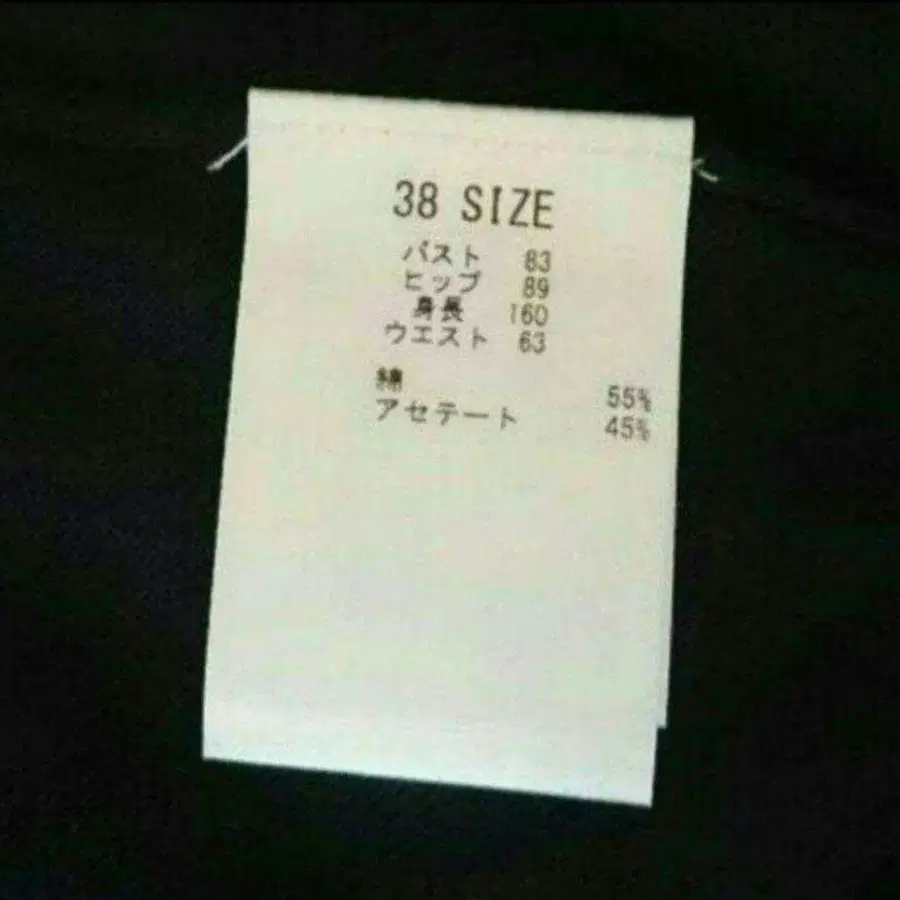 38 SIZE
バスト 83
ヒップ 89
身長 160
ウエスト 63
綿 55%
アセテート 45%